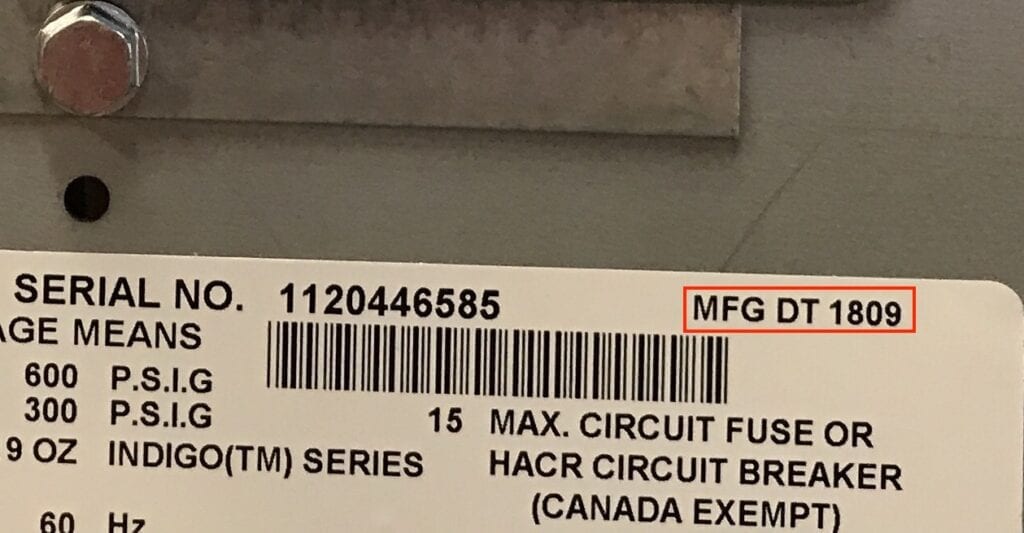 SERIAL NO. 1120446585 MFG DT 1809
AGE MEANS
600 P.S.I.G
300 P.S.I.G 15 MAX. CIRCUIT FUSE OR
9 OZ INDIGO(TM) SERIES HACR CIRCUIT BREAKER
(CANADA EXEMPT)
60 Hz